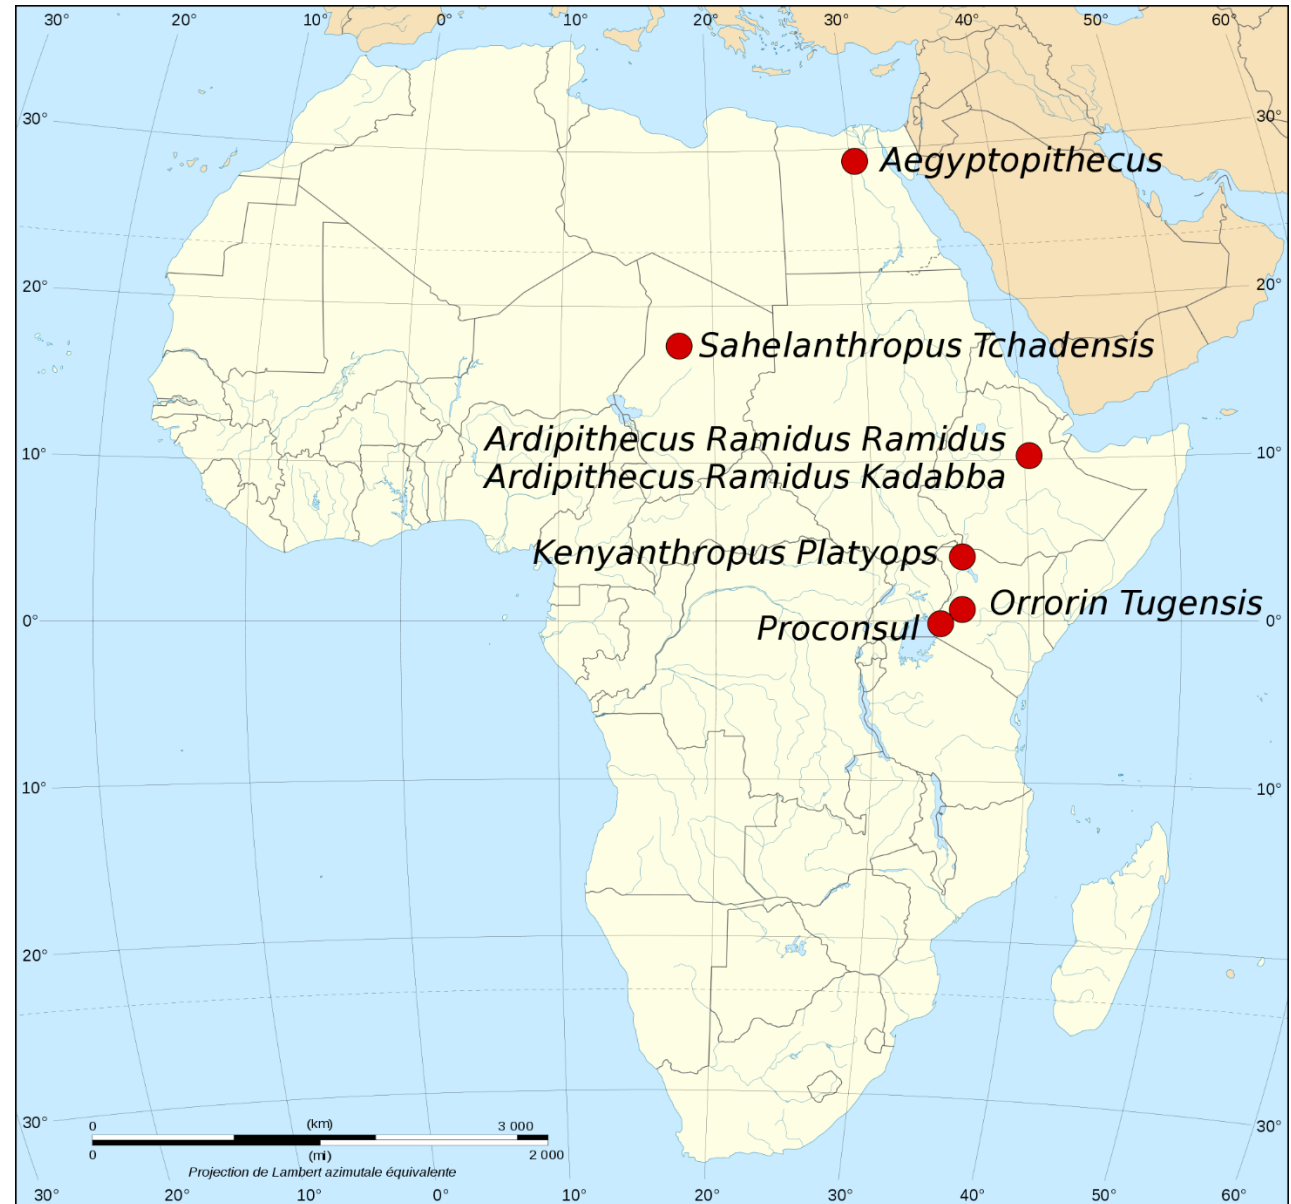 30° 20° 10° 0° 10° 20° 30° 40° 50° 60°
30° 30°
Aegyptopithecus
20° 20°
Sahelanthropus Tchadensis
Ardipithecus Ramidus Ramidus
10° 10°
Ardipithecus Ramidus Kadabba
Kenyanthropus Platyops
Orrorin Tugensis
0° 0°
Proconsul
10° 10°
20° 20°
30° 30°
0 (km) 3 000
0 (mi) 2 000
Projection de Lambert azimutale équivalente
30° 20° 10° 0° 10° 20° 30° 40° 50° 60°